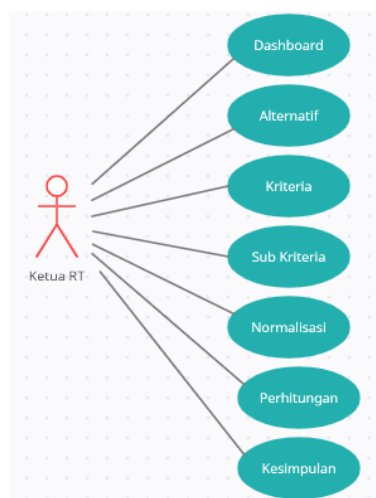 Dashboard
Alternatif
Kriteria
Ketua RT
Sub Kriteria
Normalisasi
Perhitungan
Kesimpulan